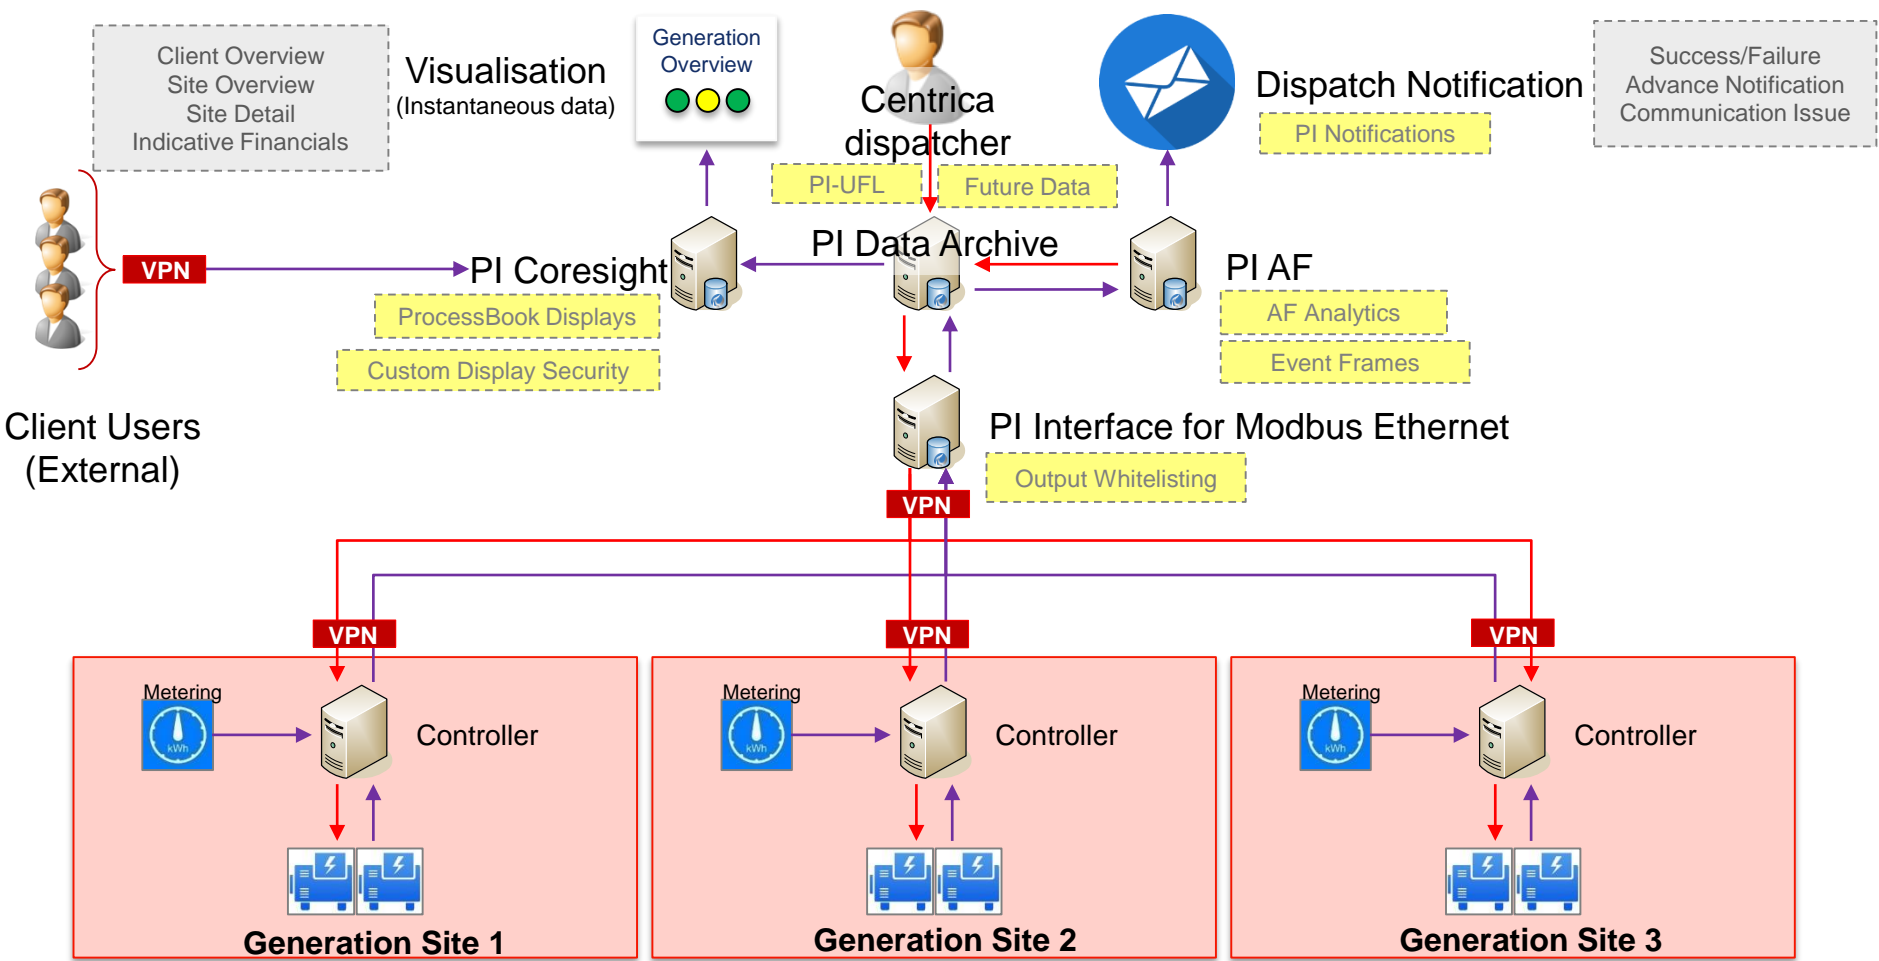 Client Overview
Site Overview
Site Detail
Indicative Financials
Visualisation
(Instantaneous data)
Generation
Overview
Centrica
dispatcher
Dispatch Notification
PI Notifications
Success/Failure
Advance Notification
Communication Issue
PI-UFL
Future Data
VPN
PI Coresight
PI Data Archive
PI AF
ProcessBook Displays
Custom Display Security
AF Analytics
Event Frames
Client Users
(External)
PI Interface for Modbus Ethernet
Output Whitelisting
VPN
VPN
VPN
VPN
Metering
kWh
Controller
Generation Site 1
Metering
kWh
Controller
Generation Site 2
Metering
kWh
Controller
Generation Site 3